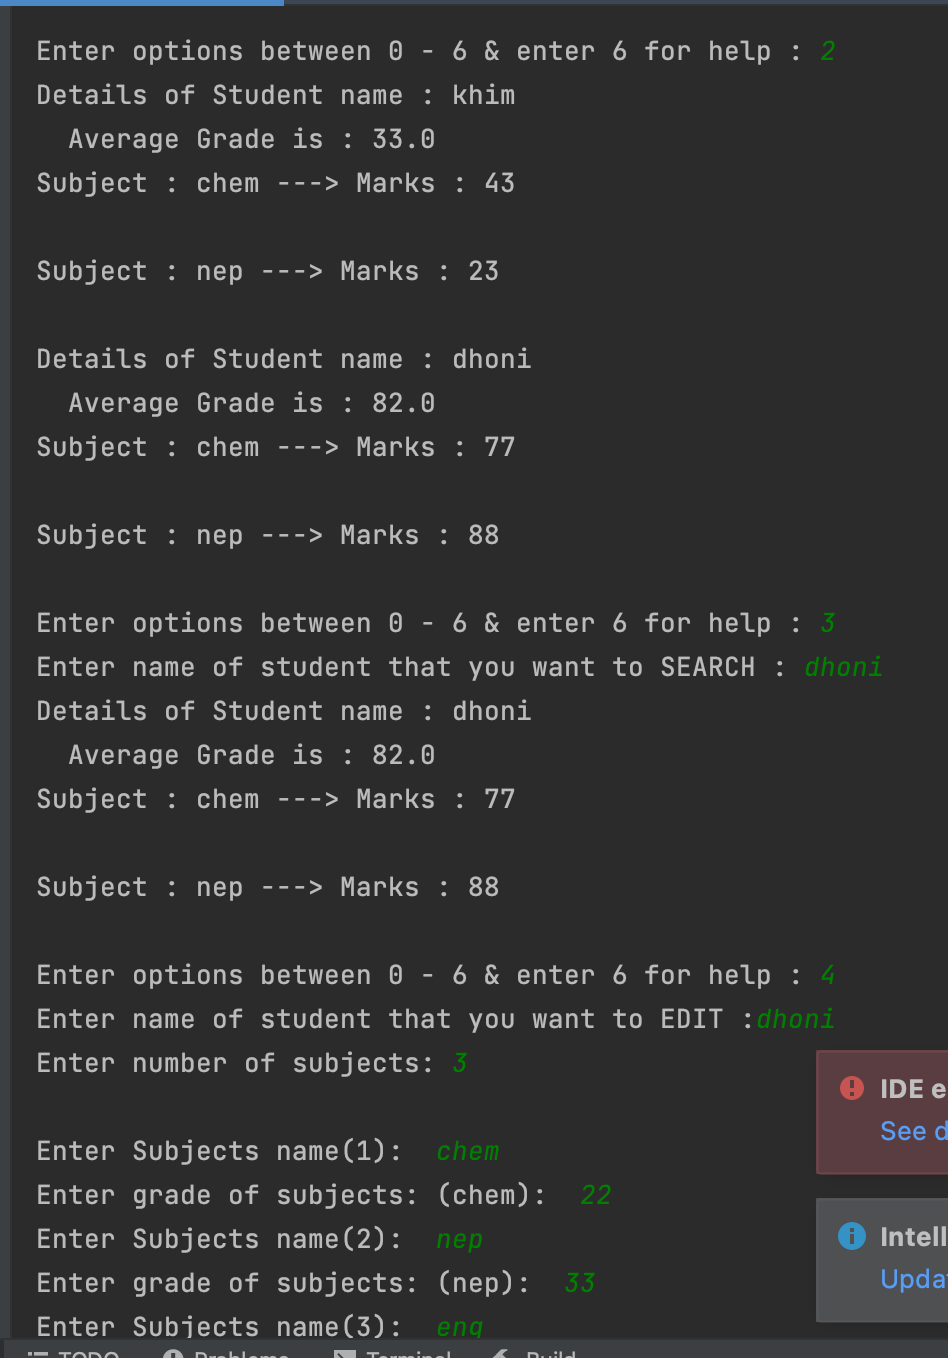 Enter options between 0 - 6 & enter 6 for help : 2
Details of Student name : khim
Average Grade is : 33.0
Subject : chem ---> Marks : 43
Subject : nep ---> Marks : 23
Details of Student name : dhoni
Average Grade is : 82.0
Subject : chem ---> Marks : 77
Subject : nep ---> Marks : 88
Enter options between 0 - 6 & enter 6 for help : 3
Enter name of student that you want to SEARCH : dhoni
Details of Student name : dhoni
Average Grade is : 82.0
Subject : chem ---> Marks : 77
Subject : nep ---> Marks : 88
Enter options between 0 - 6 & enter 6 for help : 4
Enter name of student that you want to EDIT :dhoni
Enter number of subjects: 3
Enter Subjects name(1): chem
Enter grade of subjects: (chem): 22
Enter Subjects name(2): nep
Enter grade of subjects: (nep): 33
Enter Subjects name(3): eng
IDE e
See d
Intell
Upda
TODO Problems Terminal Build